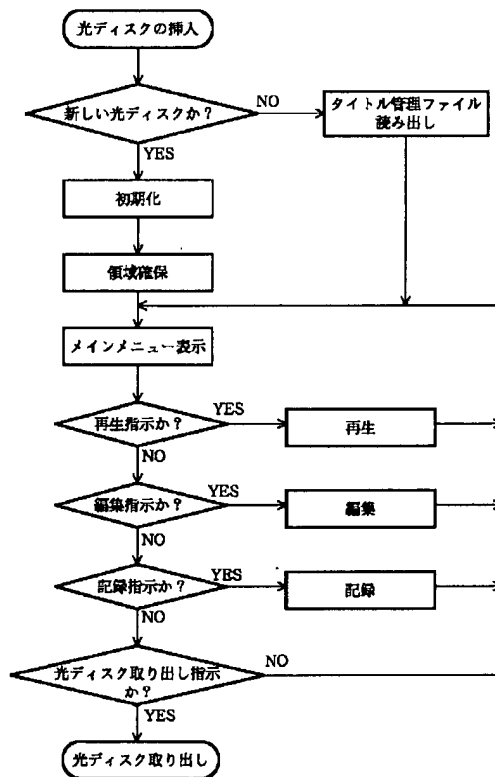 光ディスクの挿入
新しい光ディスクか？
NO
タイトル管理ファイル
読み出し
YES
初期化
領域確保
メインメニュー表示
再生指示か？
YES
再生
NO
編集指示か？
YES
編集
NO
記録指示か？
YES
記録
NO
光ディスク取り出し指示
か？
NO
YES
光ディスク取り出し